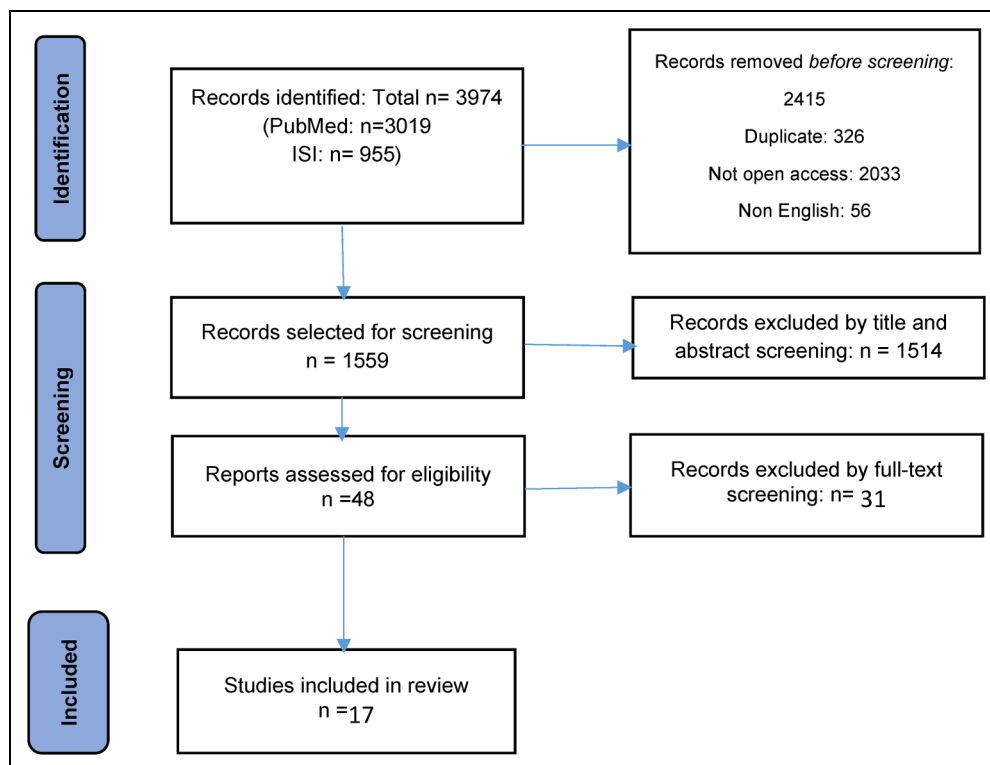 Identification
Records identified: Total n= 3974
(PubMed: n=3019
ISI: n= 955)
Records removed before screening:
2415
Duplicate: 326
Not open access: 2033
Non English: 56
Screening
Records selected for screening
n = 1559
Records excluded by title and
abstract screening: n = 1514
Reports assessed for eligibility
n =48
Records excluded by full-text
screening: n= 31
Included
Studies included in review
n =17